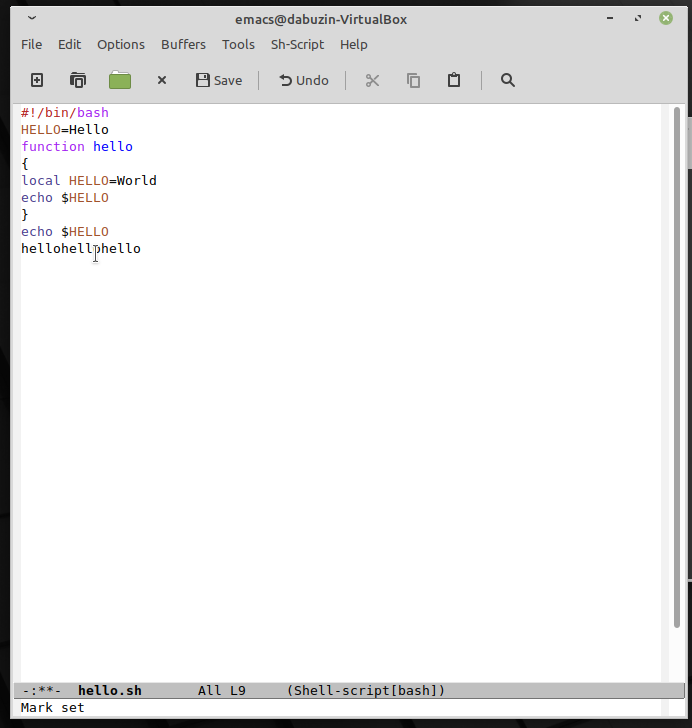 emacs@dabuzin-VirtualBox
File Edit Options Buffers Tools Sh-Script Help
Save Undo
#!/bin/bash
HELLO=Hello
function hello
{
local HELLO=World
echo $HELLO
}
echo $HELLO
hellohellohello
-:**- hello.sh All L9 (Shell-script[bash])
Mark set